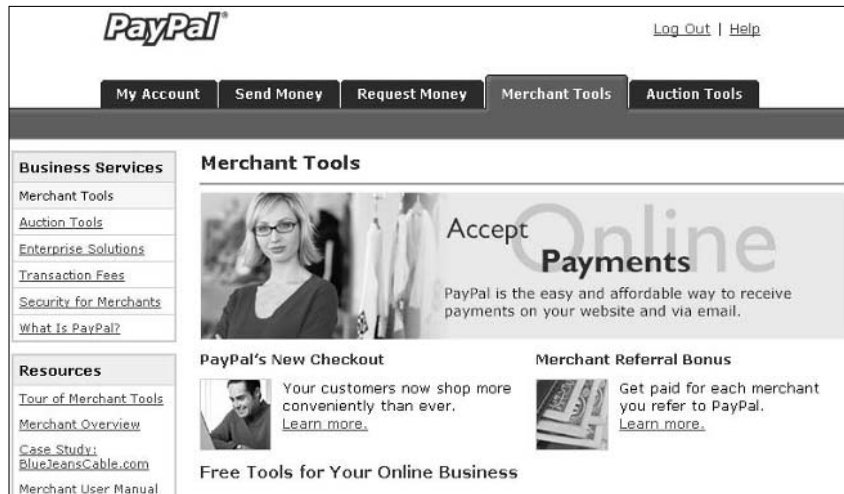 PayPal®
Log Out | Help
My Account
Send Money
Request Money
Merchant Tools
Auction Tools
Business Services
Merchant Tools
Auction Tools
Enterprise Solutions
Transaction Fees
Security for Merchants
What Is PayPal?
Resources
Tour of Merchant Tools
Merchant Overview
Case Study:
BlueJeansCable.com
Merchant User Manual
Merchant Tools
Accept
Online
Payments
PayPal is the easy and affordable way to receive
payments on your website and via email.
PayPal's New Checkout
Your customers now shop more
conveniently than ever.
Learn more.
Merchant Referral Bonus
Get paid for each merchant
you refer to PayPal.
Learn more.
Free Tools for Your Online Business